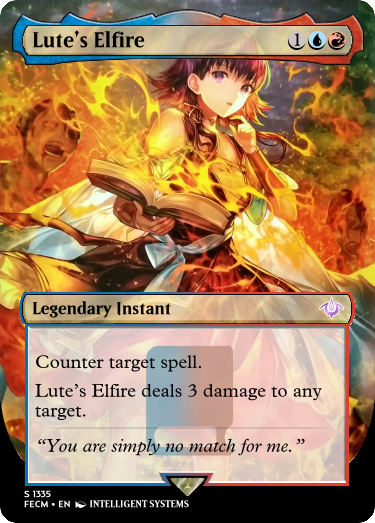 Lute's Elfire 1
Legendary Instant
Counter target spell.
Lute's Elfire deals 3 damage to any
target.
“You are simply no match for me.”
S 1335
FECM • EN INTELLIGENT SYSTEMS